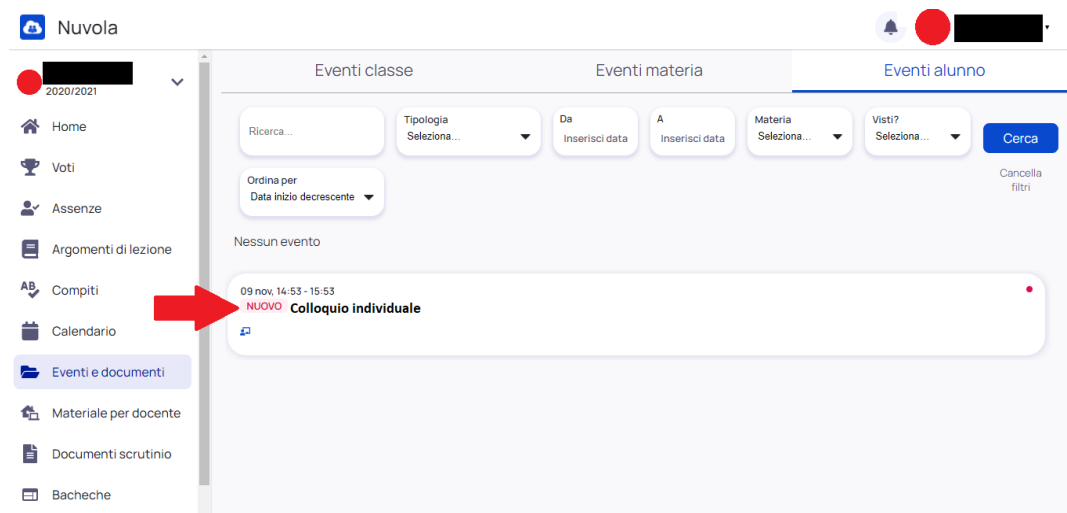 Nuvola
2020/2021
Home
Voti
Assenze
Argomenti di lezione
Compiti
Calendario
Eventi e documenti
Materiale per docente
Documenti scrutinio
Bacheche
Eventi classe
Eventi materia
Eventi alunno
Ricerca...
Tipologia
Seleziona...
Da
Inserisci data
A
Inserisci data
Materia
Seleziona...
Visti?
Seleziona...
Cerca
Cancella
filtri
Ordina per
Data inizio decrescente
Nessun evento
09 nov, 14:53 - 15:53
NUOVO Colloquio individuale